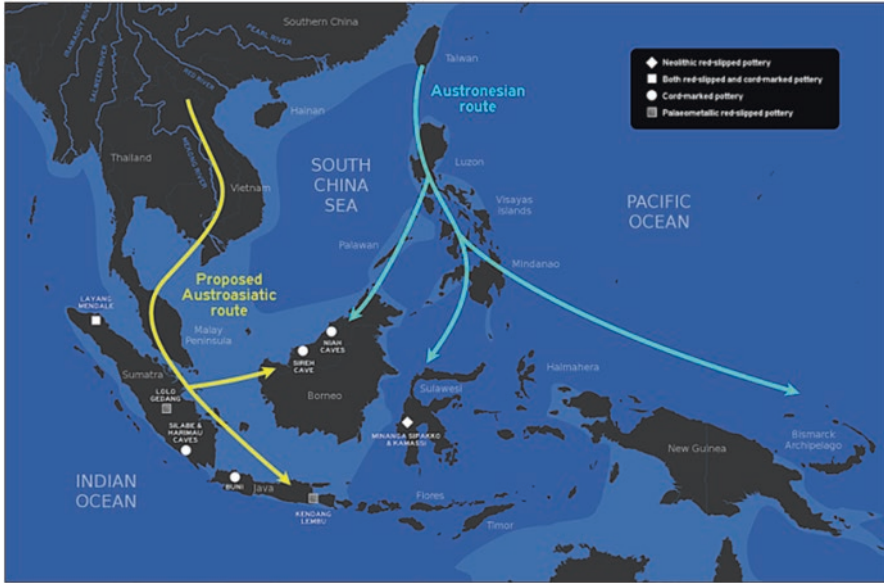 Southern China
IRAWADDY RIVER
SALWEEN RIVER
PEARL RIVER
RED RIVER
Taiwan
Neolithic red-slipped pottery
Both red-slipped and cord-marked pottery
Cord-marked pottery
Palaeometallic red-slipped pottery
Austronesian
route
Hainan
Thailand
MEKONG RIVER
Vietnam
SOUTH
CHINA
SEA
Luzon
Visayas
Islands
PACIFIC
OCEAN
Palawan
Mindanao
Proposed
Austroasiatic
route
LAYANG
MENDALE
Malay
Peninsula
NIAH
CAVES
SIREH
CAVE
Sumatra
Borneo
Sulawesi
Halmahera
LOLO
GEDANG
SILABE &
HARIMAU
CAVES
MINANGA SIPAKKO
& KAMASSI
New Guinea
Bismarck
Archipelago
INDIAN
OCEAN
BUNI
Java
KENDANG
LEMBU
Flores
Timor